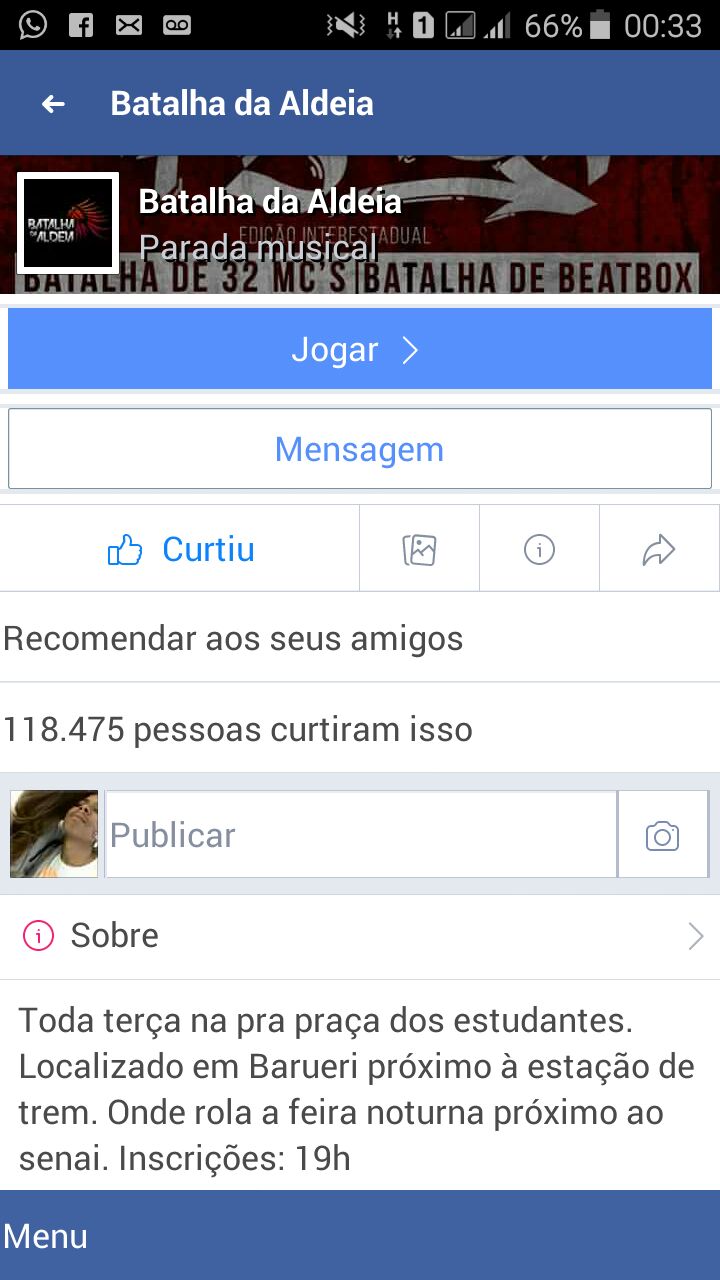 H 1 66% 00:33
Batalha da Aldeia
BATALHA
DA ALDEIA
Batalha da Aldeia
EDIÇÃO INTERESTADUAL
Parada musical
BATALHA DE 32 MC'S|BATALHA DE BEATBOX
Jogar
Mensagem
Curtiu
Recomendar aos seus amigos
118.475 pessoas curtiram isso
Publicar
Sobre
Toda terça na pra praça dos estudantes.
Localizado em Barueri próximo à estação de
trem. Onde rola a feira noturna próximo ao
senai. Inscrições: 19h
Menu